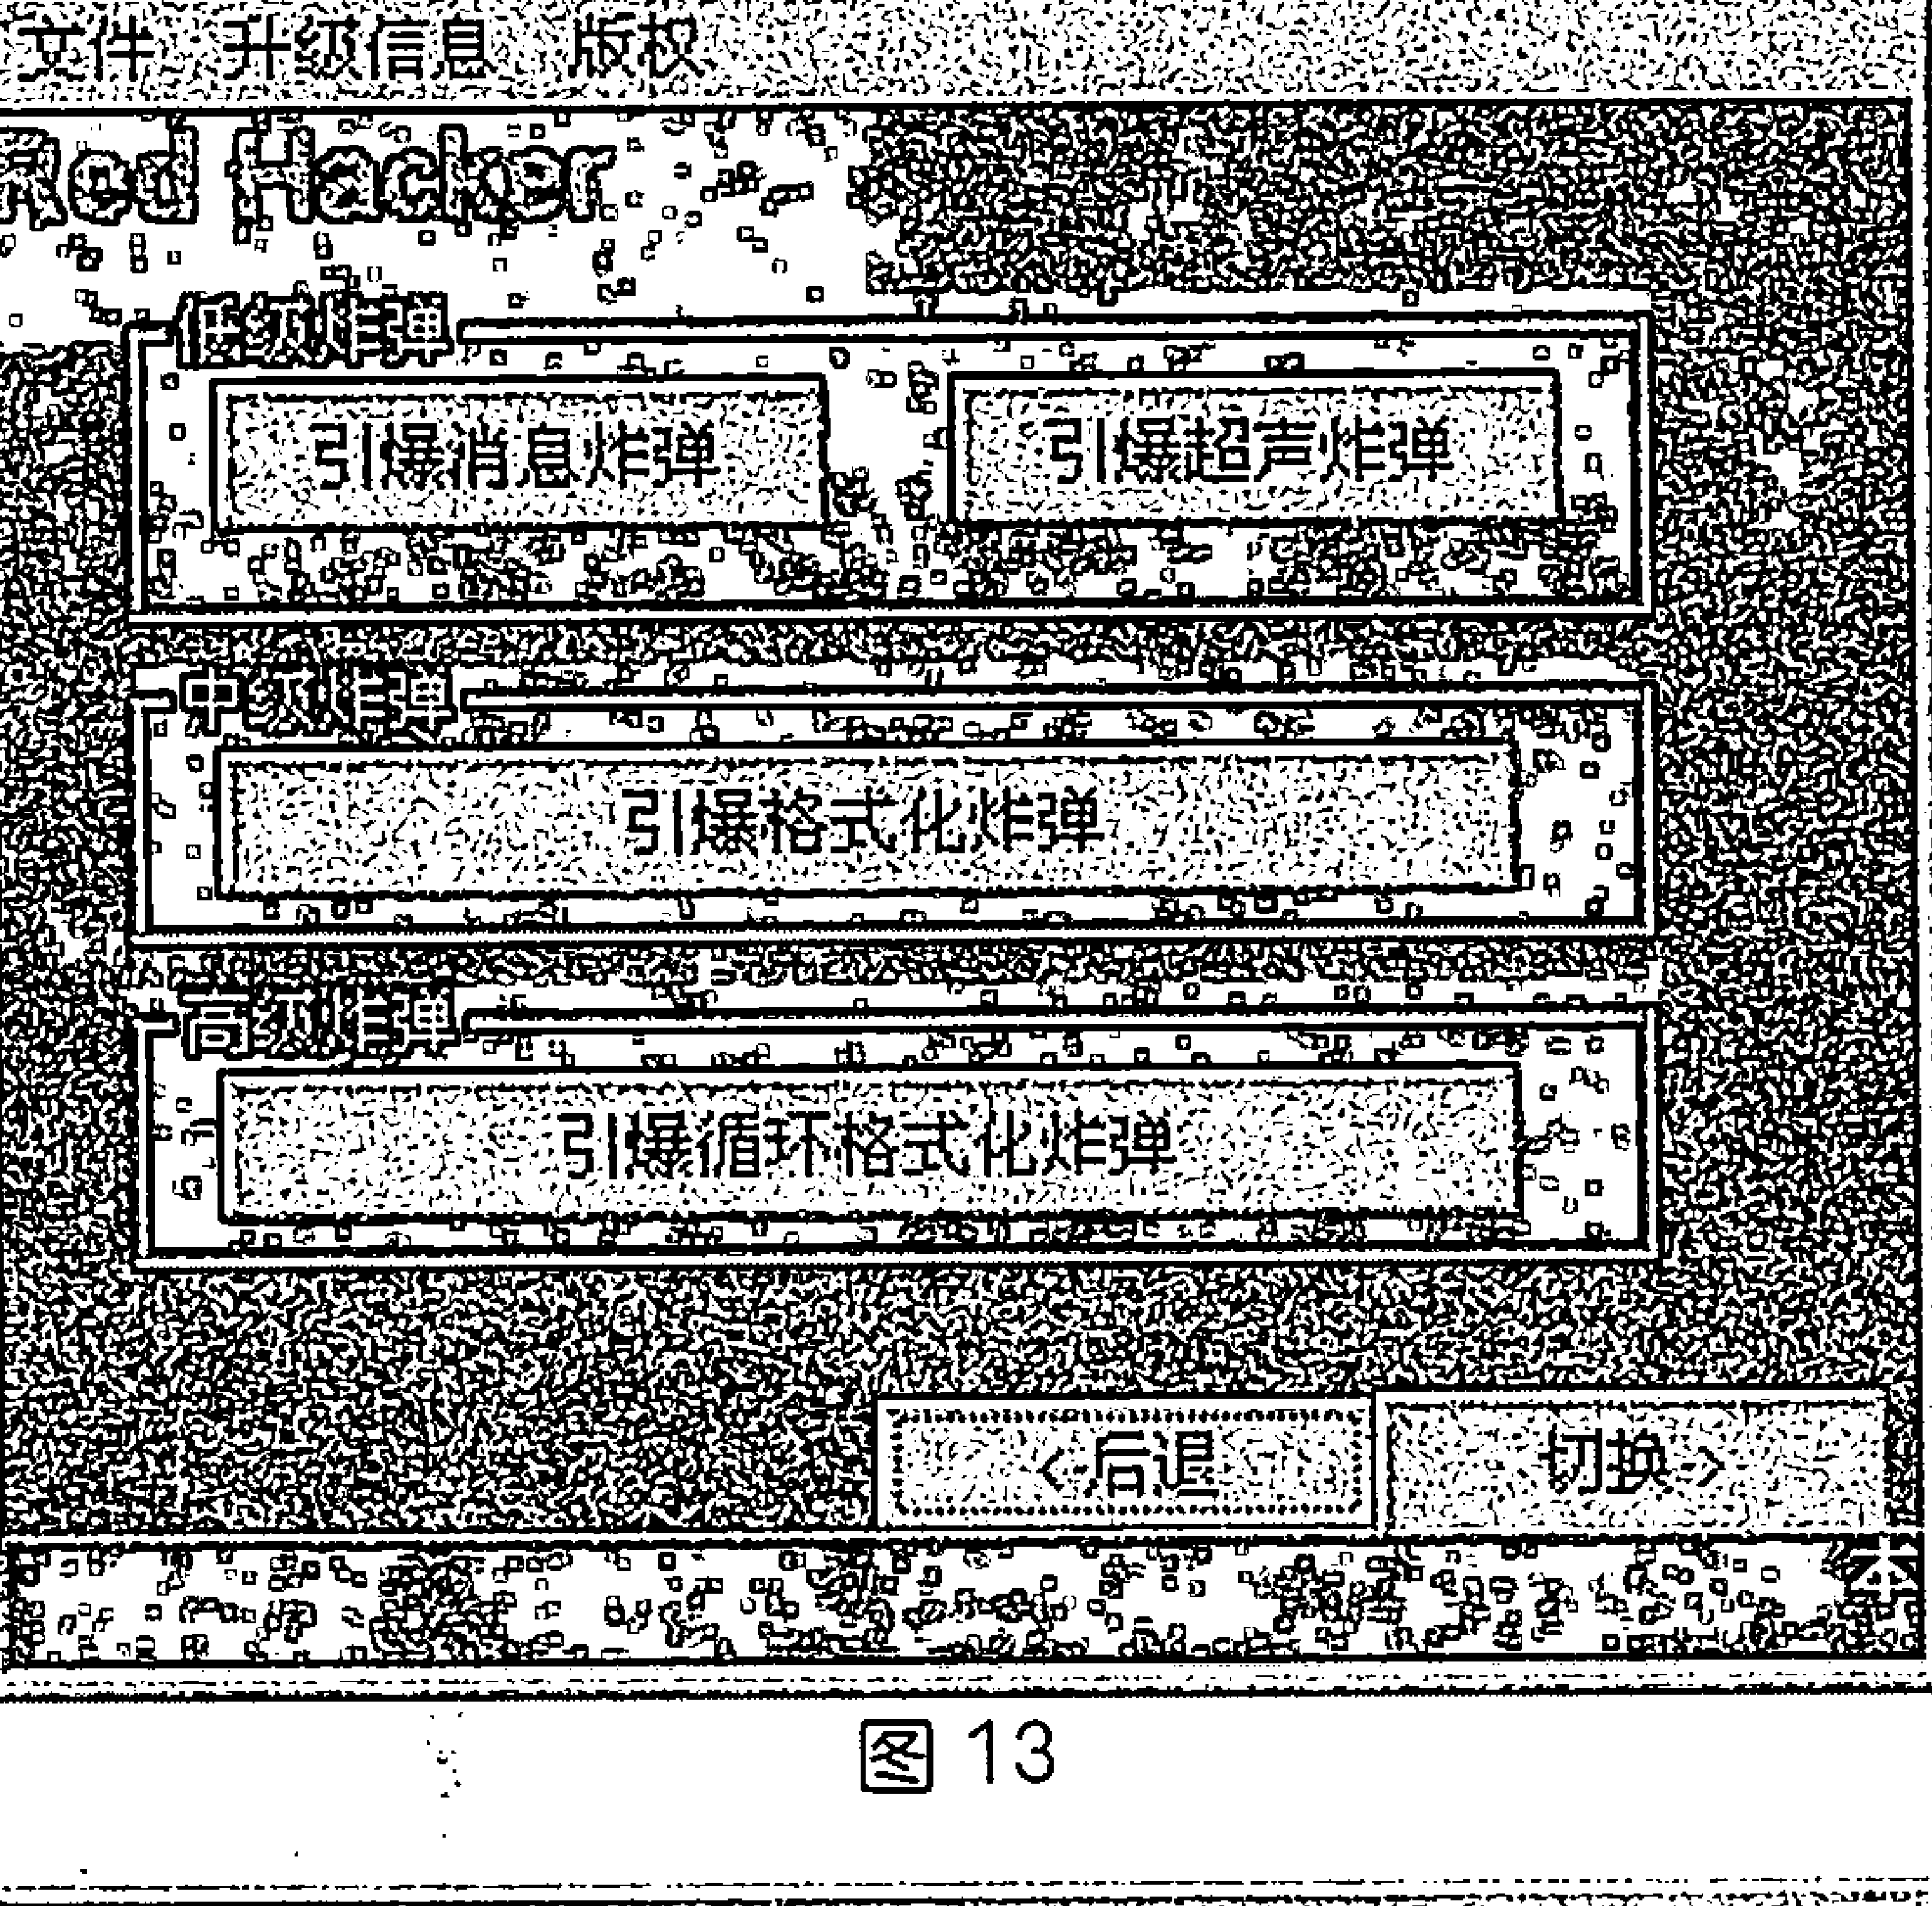 文件 升级信息 版权
Red Hacker
低级炸弹
引爆消息炸弹 引爆超声炸弹
中级炸弹
引爆格式化炸弹
高级炸弹
引爆循环格式化炸弹
<后退 切换>
图 13